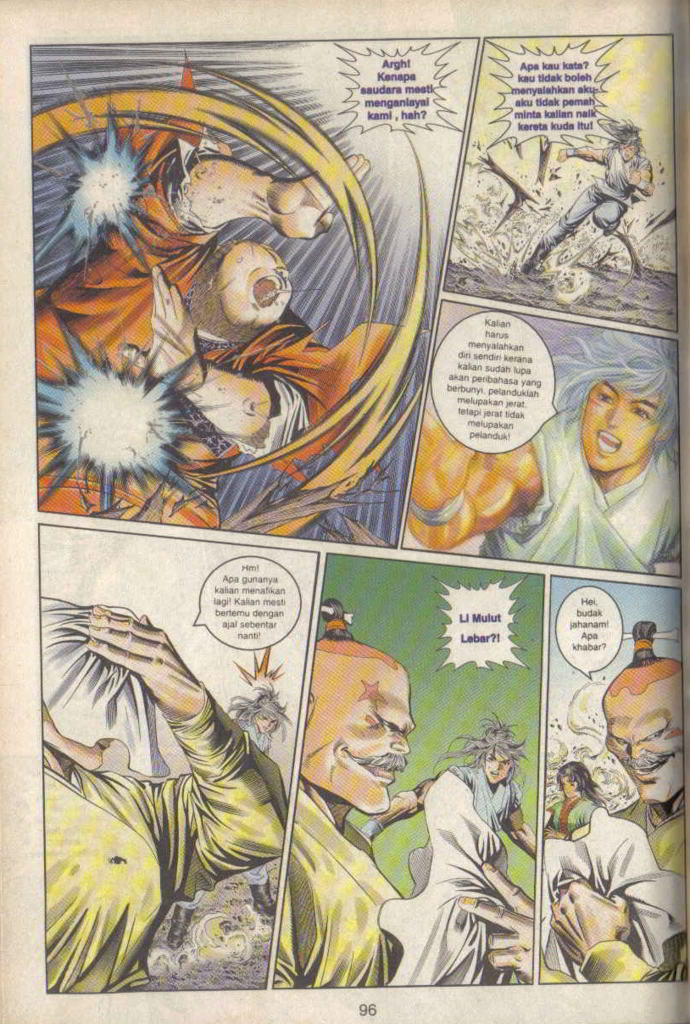 Argh!
Kenapa
saudara mesti
menganiayai
kami , hah?
Apa kau kata?
kau tidak boleh
menyalahkan aku-
aku tidak pernah
minta kalian naik
kereta kuda itu!
Kalian
harus
menyalahkan
diri sendiri kerana
kalian sudah lupa
akan peribahasa yang
berbunyi, pelanduklah
melupakan jerat,
tetapi jerat tidak
melupakan
pelanduk!
Hm!
Apa gunanya
kalian menafikan
lagi! Kalian mesti
bertemu dengan
ajal sebentar
nanti!
Li Mulut
Lebar?!
Hei,
budak
jahanam!
Apa
khabar?
96